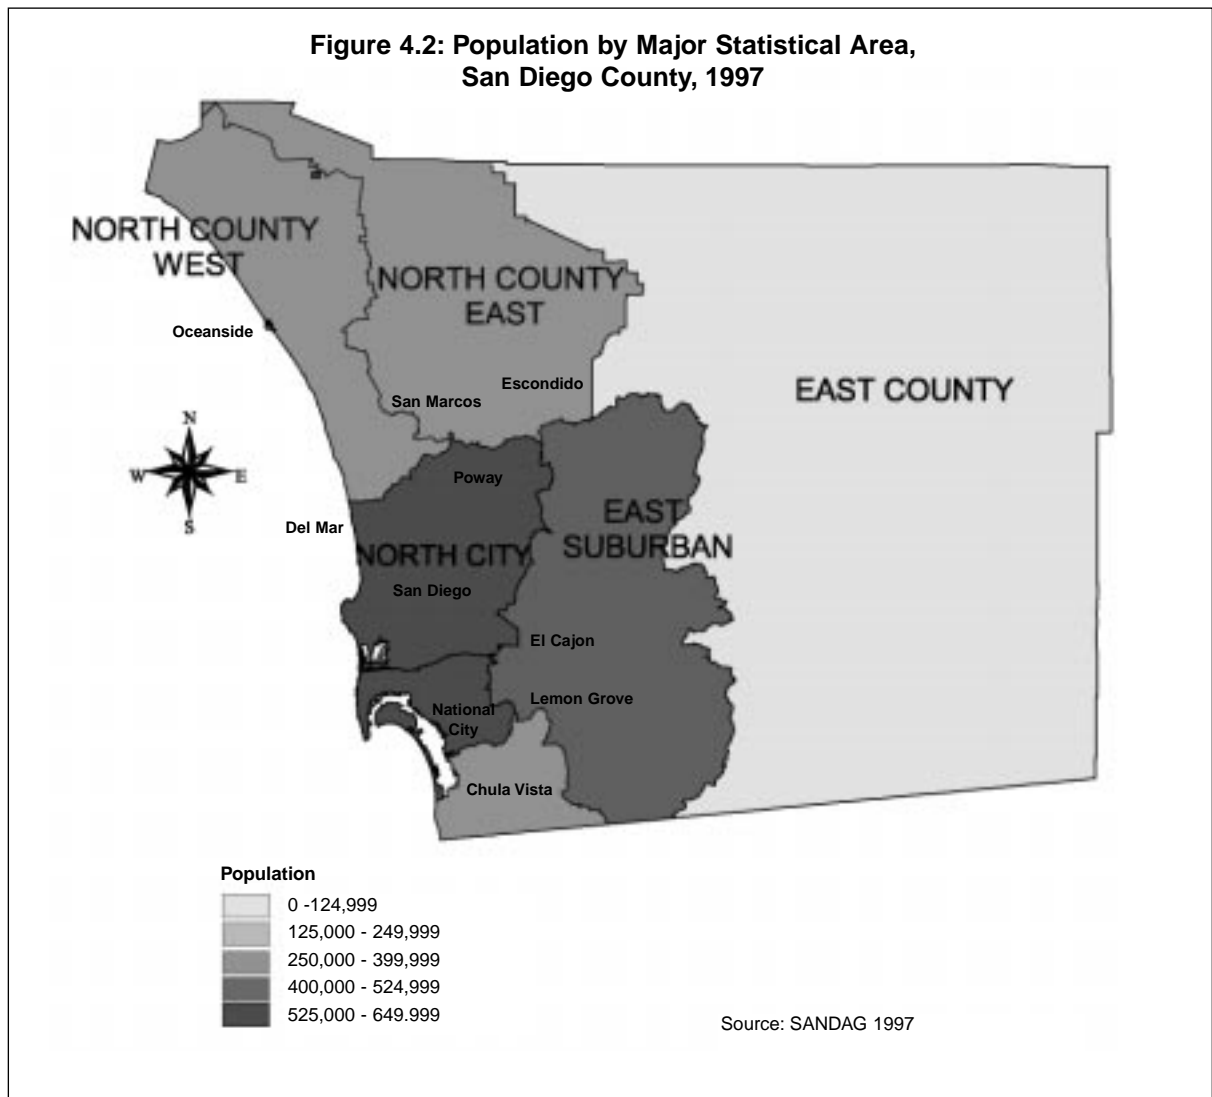 Figure 4.2: Population by Major Statistical Area,
San Diego County, 1997
NORTH COUNTY
WEST
NORTH COUNTY
EAST
Oceanside
Escondido
San Marcos
EAST COUNTY
N
W
E
S
Poway
Del Mar
EAST
SUBURBAN
NORTH CITY
San Diego
El Cajon
Lemon Grove
National
City
Chula Vista
Population
0 -124,999
125,000 - 249,999
250,000 - 399,999
400,000 - 524,999
525,000 - 649.999
Source: SANDAG 1997